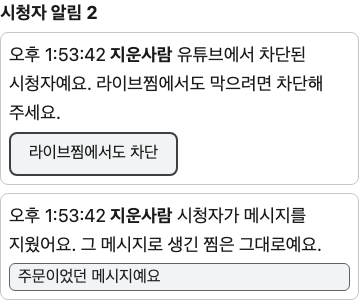 시청자 알림 2
오후 1:53:42 지운사람 유튜브에서 차단된
시청자예요. 라이브찜에서도 막으려면 차단해
주세요.
라이브찜에서도 차단
오후 1:53:42 지운사람 시청자가 메시지를
지웠어요. 그 메시지로 생긴 찜은 그대로예요.
주문이었던 메시지예요